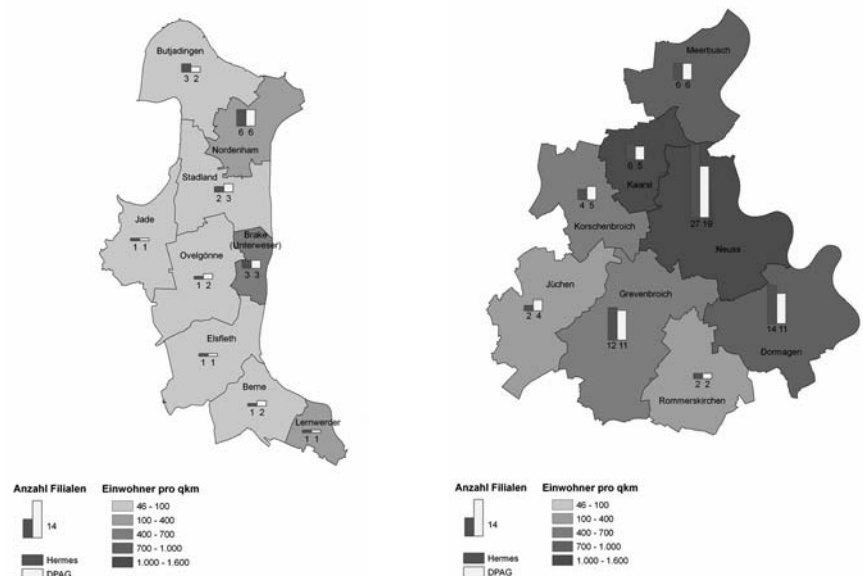 Butjadingen
3 2
6 6
Nordenham
Stadland
2 3
Jade
1 1
Brake
(Unterweser)
3 3
Ovelgönne
1 2
Elsfleth
1 1
Berne
1 2
Lemwerder
1 1
Anzahl Filialen
14
Hermes
DPAG
Einwohner pro qkm
46 - 100
100 - 400
400 - 700
700 - 1.000
1.000 - 1.600
Meerbusch
6 6
6 5
Kaarst
4 5
Korschenbroich
27 19
Neuss
Jüchen
2 4
Grevenbroich
12 11
14 11
Dormagen
2 2
Rommerskirchen
Anzahl Filialen
14
Hermes
DPAG
Einwohner pro qkm
46 - 100
100 - 400
400 - 700
700 - 1.000
1.000 - 1.600